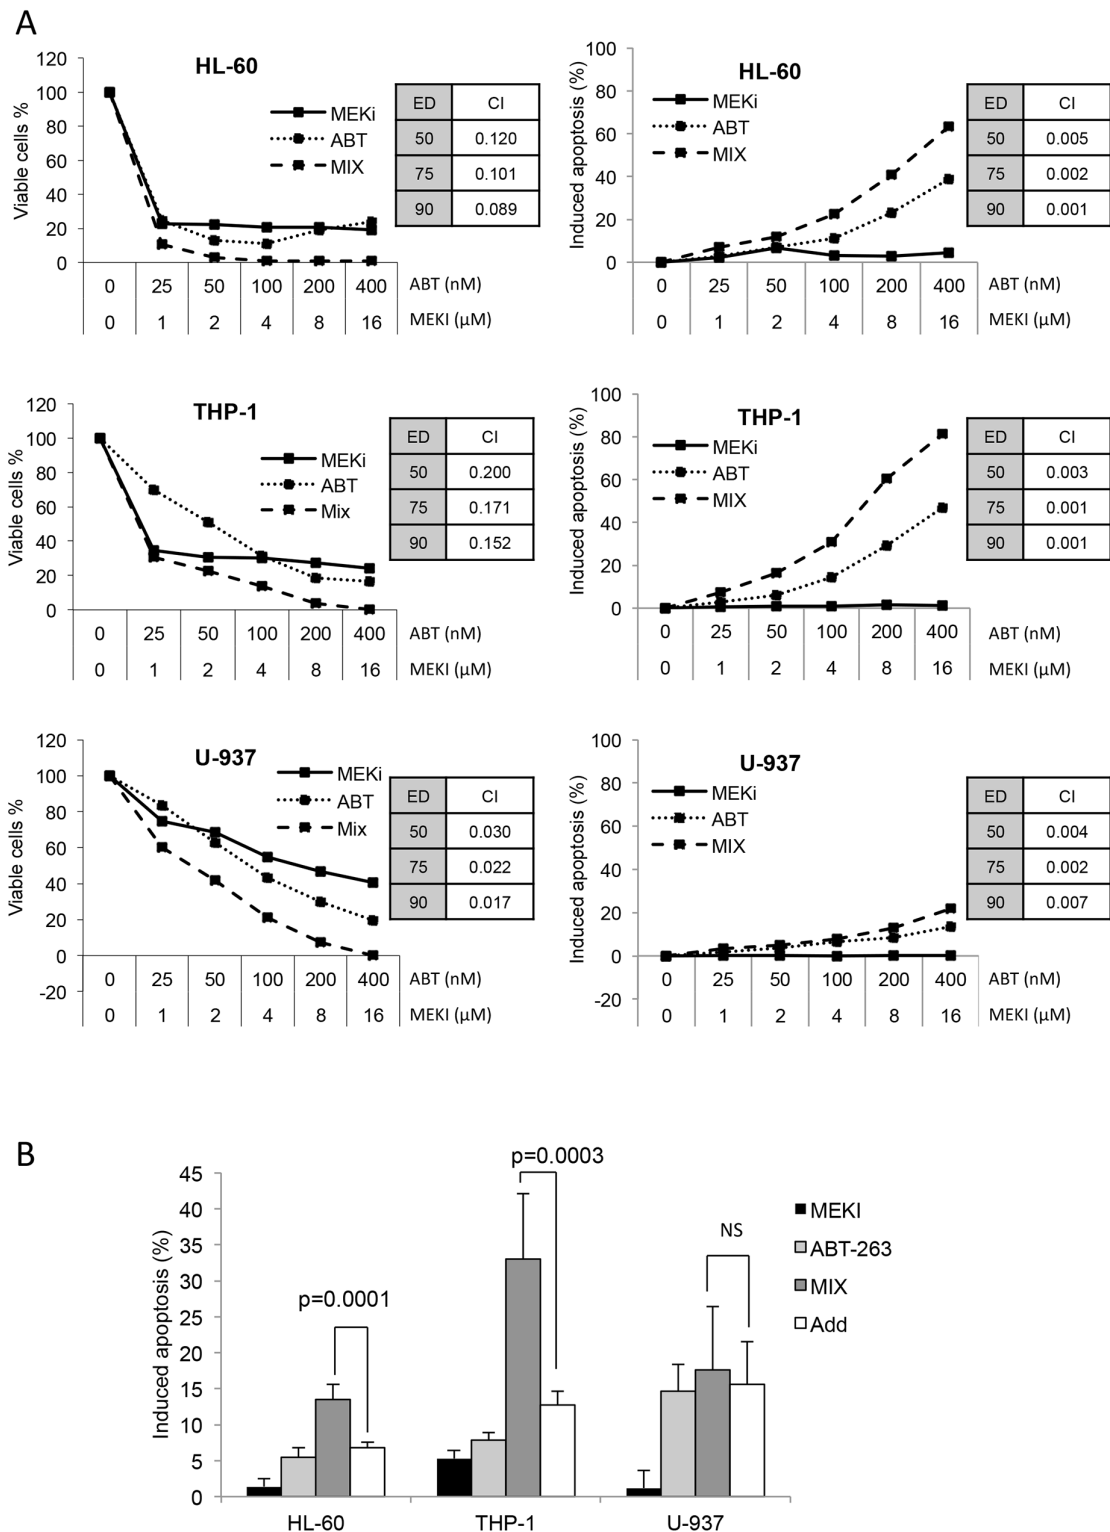 A
HL-60
120
100
80
60
40
20
0
Viable cells %
MEKi
ABT
MIX
ED CI
50 0.120
75 0.101
90 0.089
0 25 50 100 200 400 ABT (nM)
0 1 2 4 8 16 MEKI (μM)
HL-60
100
80
60
40
20
0
Induced apoptosis (%)
MEKi
ABT
MIX
ED CI
50 0.005
75 0.002
90 0.001
0 25 50 100 200 400 ABT (nM)
0 1 2 4 8 16 MEKI (μM)
THP-1
120
100
80
60
40
20
0
Viable cells %
MEKi
ABT
Mix
ED CI
50 0.200
75 0.171
90 0.152
0 25 50 100 200 400 ABT (nM)
0 1 2 4 8 16 MEKI (μM)
THP-1
100
80
60
40
20
0
Induced apoptosis (%)
MEKi
ABT
MIX
ED CI
50 0.003
75 0.001
90 0.001
0 25 50 100 200 400 ABT (nM)
0 1 2 4 8 16 MEKI (μM)
U-937
120
100
80
60
40
20
0
-20
Viable cells %
MEKi
ABT
Mix
ED CI
50 0.030
75 0.022
90 0.017
0 25 50 100 200 400 ABT (nM)
0 1 2 4 8 16 MEKI (μM)
U-937
100
80
60
40
20
0
-20
Induced apoptosis (%)
MEKi
ABT
MIX
ED CI
50 0.004
75 0.002
90 0.007
0 25 50 100 200 400 ABT (nM)
0 1 2 4 8 16 MEKI (μM)
B
45
40
35
30
25
20
15
10
5
0
Induced apoptosis (%)
p=0.0001
p=0.0003
NS
MEKI
ABT-263
MIX
Add
HL-60 THP-1 U-937